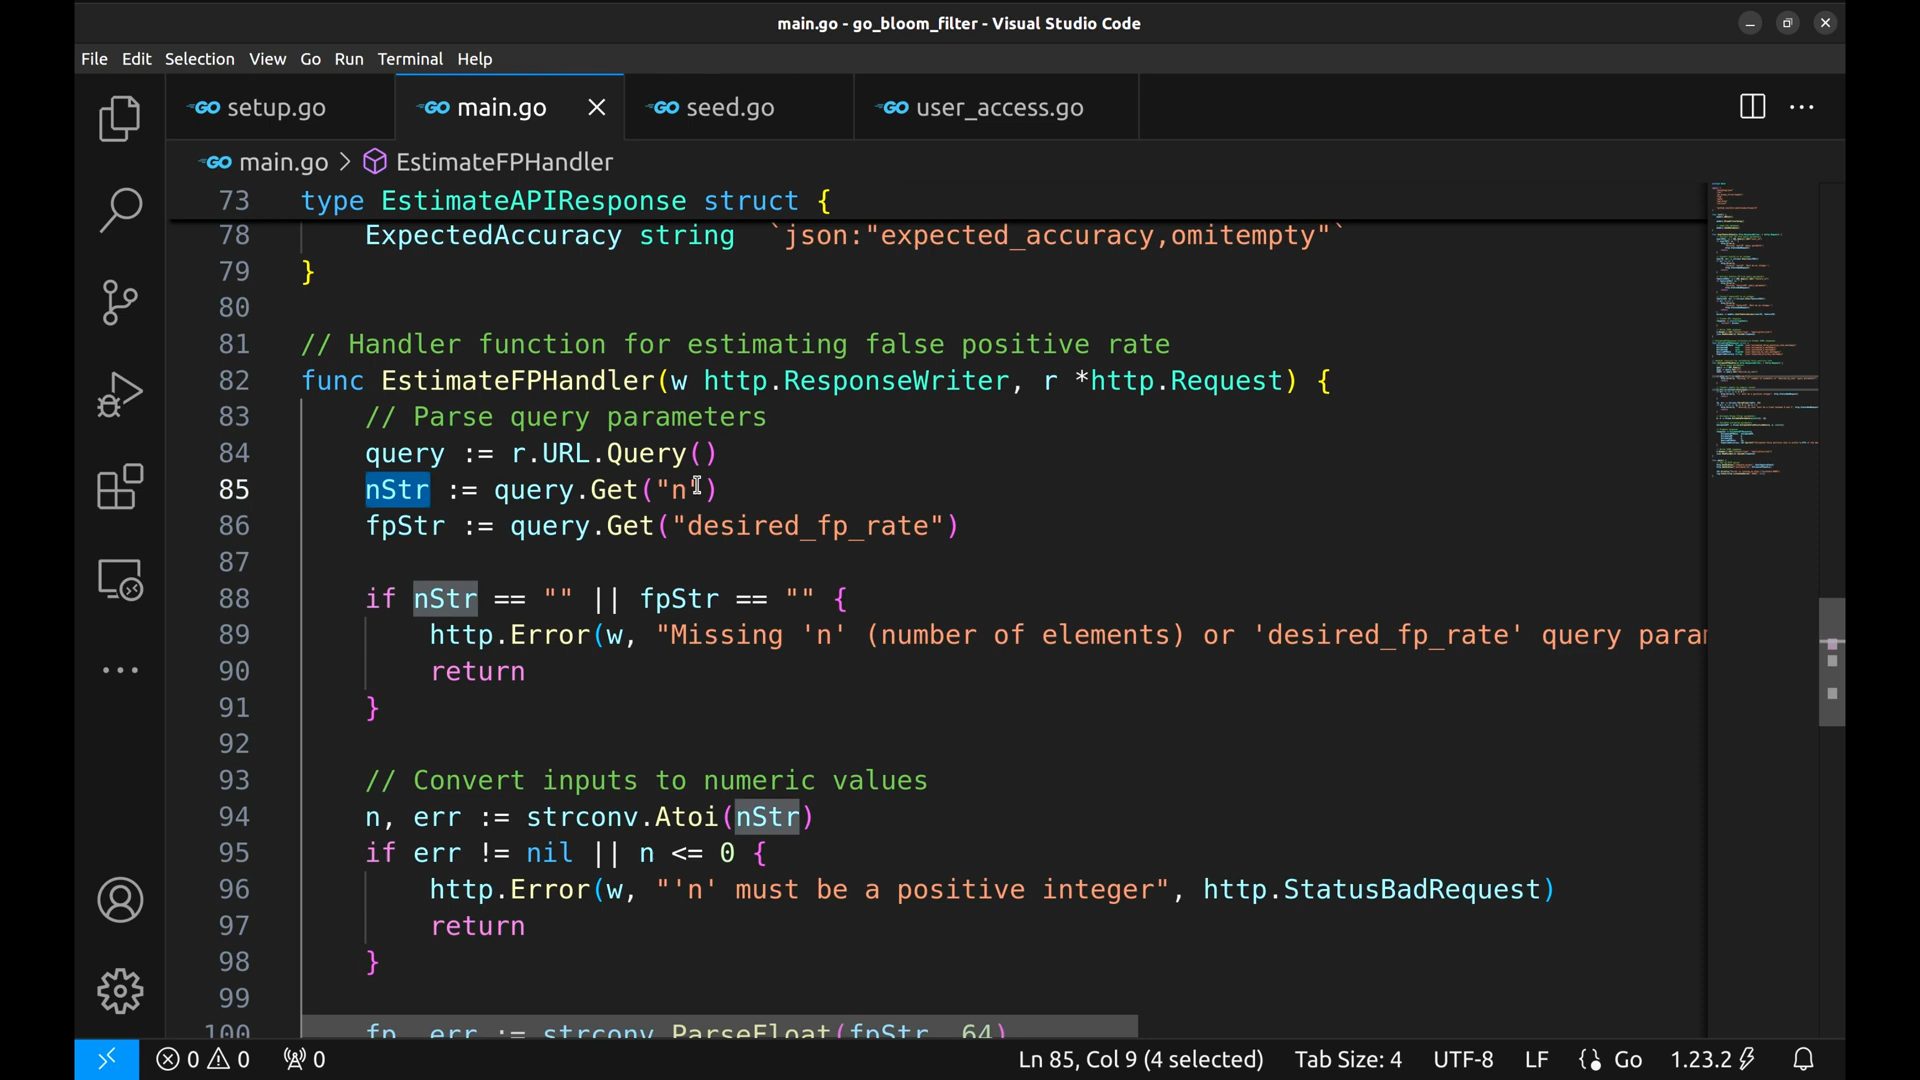 main.go - go_bloom_filter - Visual Studio Code
File Edit Selection View Go Run Terminal Help
GO setup.go GO main.go GO seed.go GO user_access.go
GO main.go > EstimateFPHandler
73 type EstimateAPIResponse struct {
78 ExpectedAccuracy string `json:"expected_accuracy,omitempty"`
79 }
80
81 // Handler function for estimating false positive rate
82 func EstimateFPHandler(w http.ResponseWriter, r *http.Request) {
83 // Parse query parameters
84 query := r.URL.Query()
85 nStr := query.Get("n")
86 fpStr := query.Get("desired_fp_rate")
87
88 if nStr == "" || fpStr == "" {
89 http.Error(w, "Missing 'n' (number of elements) or 'desired_fp_rate' query param
90 return
91 }
92
93 // Convert inputs to numeric values
94 n, err := strconv.Atoi(nStr)
95 if err != nil || n <= 0 {
96 http.Error(w, "'n' must be a positive integer", http.StatusBadRequest)
97 return
98 }
99
100 fp, err := strconv.ParseFloat(fpStr, 64)
0 0 0 Ln 85, Col 9 (4 selected) Tab Size: 4 UTF-8 LF Go 1.23.2